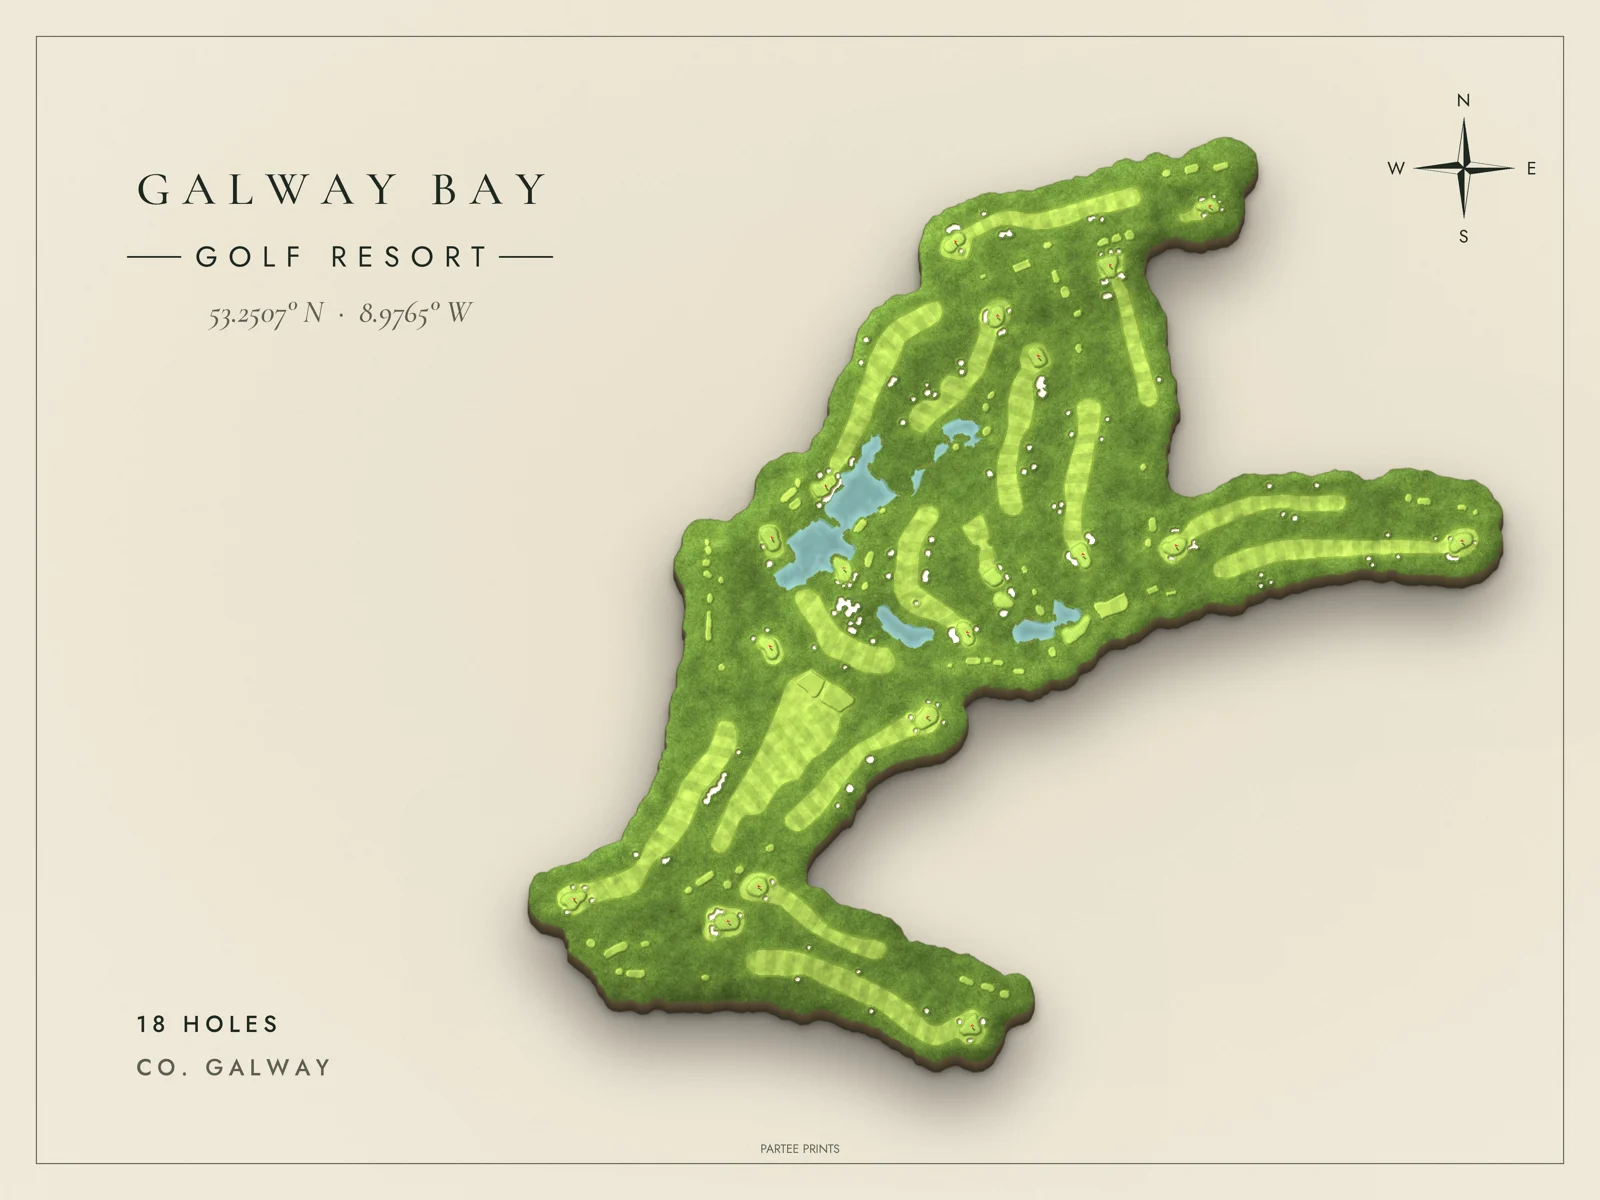 GALWAY BAY
GOLF RESORT
53.2507° N · 8.9765° W
N
W E
S
18 HOLES
CO. GALWAY
PARTEE PRINTS